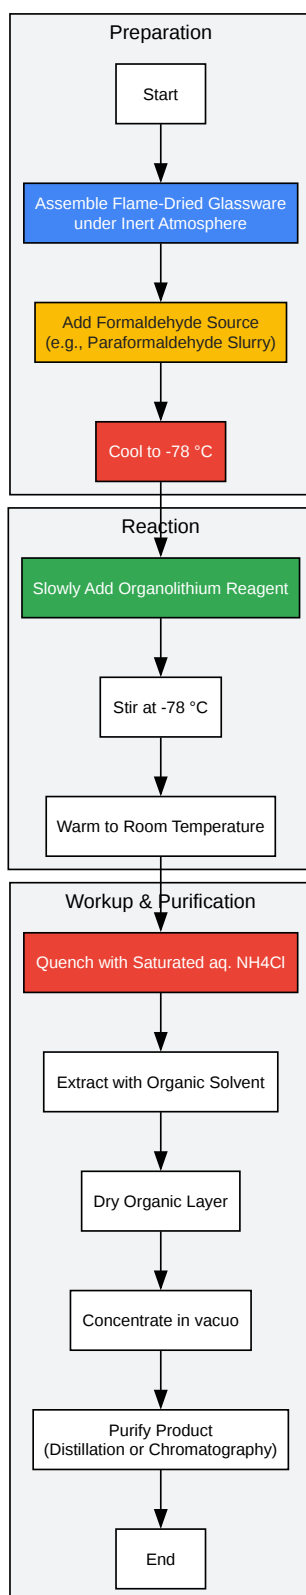 Preparation
Start
Assemble Flame-Dried Glassware
under Inert Atmosphere
Add Formaldehyde Source
(e.g., Paraformaldehyde Slurry)
Cool to -78 °C
Reaction
Slowly Add Organolithium Reagent
Stir at -78 °C
Warm to Room Temperature
Workup & Purification
Quench with Saturated aq. NH4Cl
Extract with Organic Solvent
Dry Organic Layer
Concentrate in vacuo
Purify Product
(Distillation or Chromatography)
End